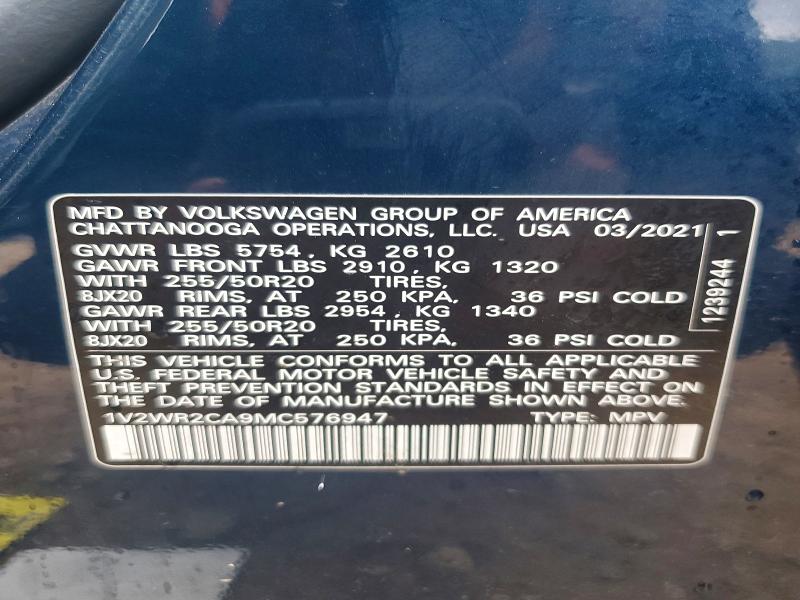 MFD BY VOLKSWAGEN GROUP OF AMERICA
CHATTANOOGA OPERATIONS, LLC. USA 03/2021
GVWR LBS 5754, KG 2610
GAWR FRONT LBS 2910, KG 1320
WITH 255/50R20 TIRES,
8JX20 RIMS, AT 250 KPA, 36 PSI COLD
GAWR REAR LBS 2954, KG 1340
WITH 255/50R20 TIRES,
8JX20 RIMS, AT 250 KPA, 36 PSI COLD
THIS VEHICLE CONFORMS TO ALL APPLICABLE
U.S. FEDERAL MOTOR VEHICLE SAFETY AND
THEFT PREVENTION STANDARDS IN EFFECT ON
THE DATE OF MANUFACTURE SHOWN ABOVE.
1V2WR2CA9MC576947 TYPE: MPV
1239244 1